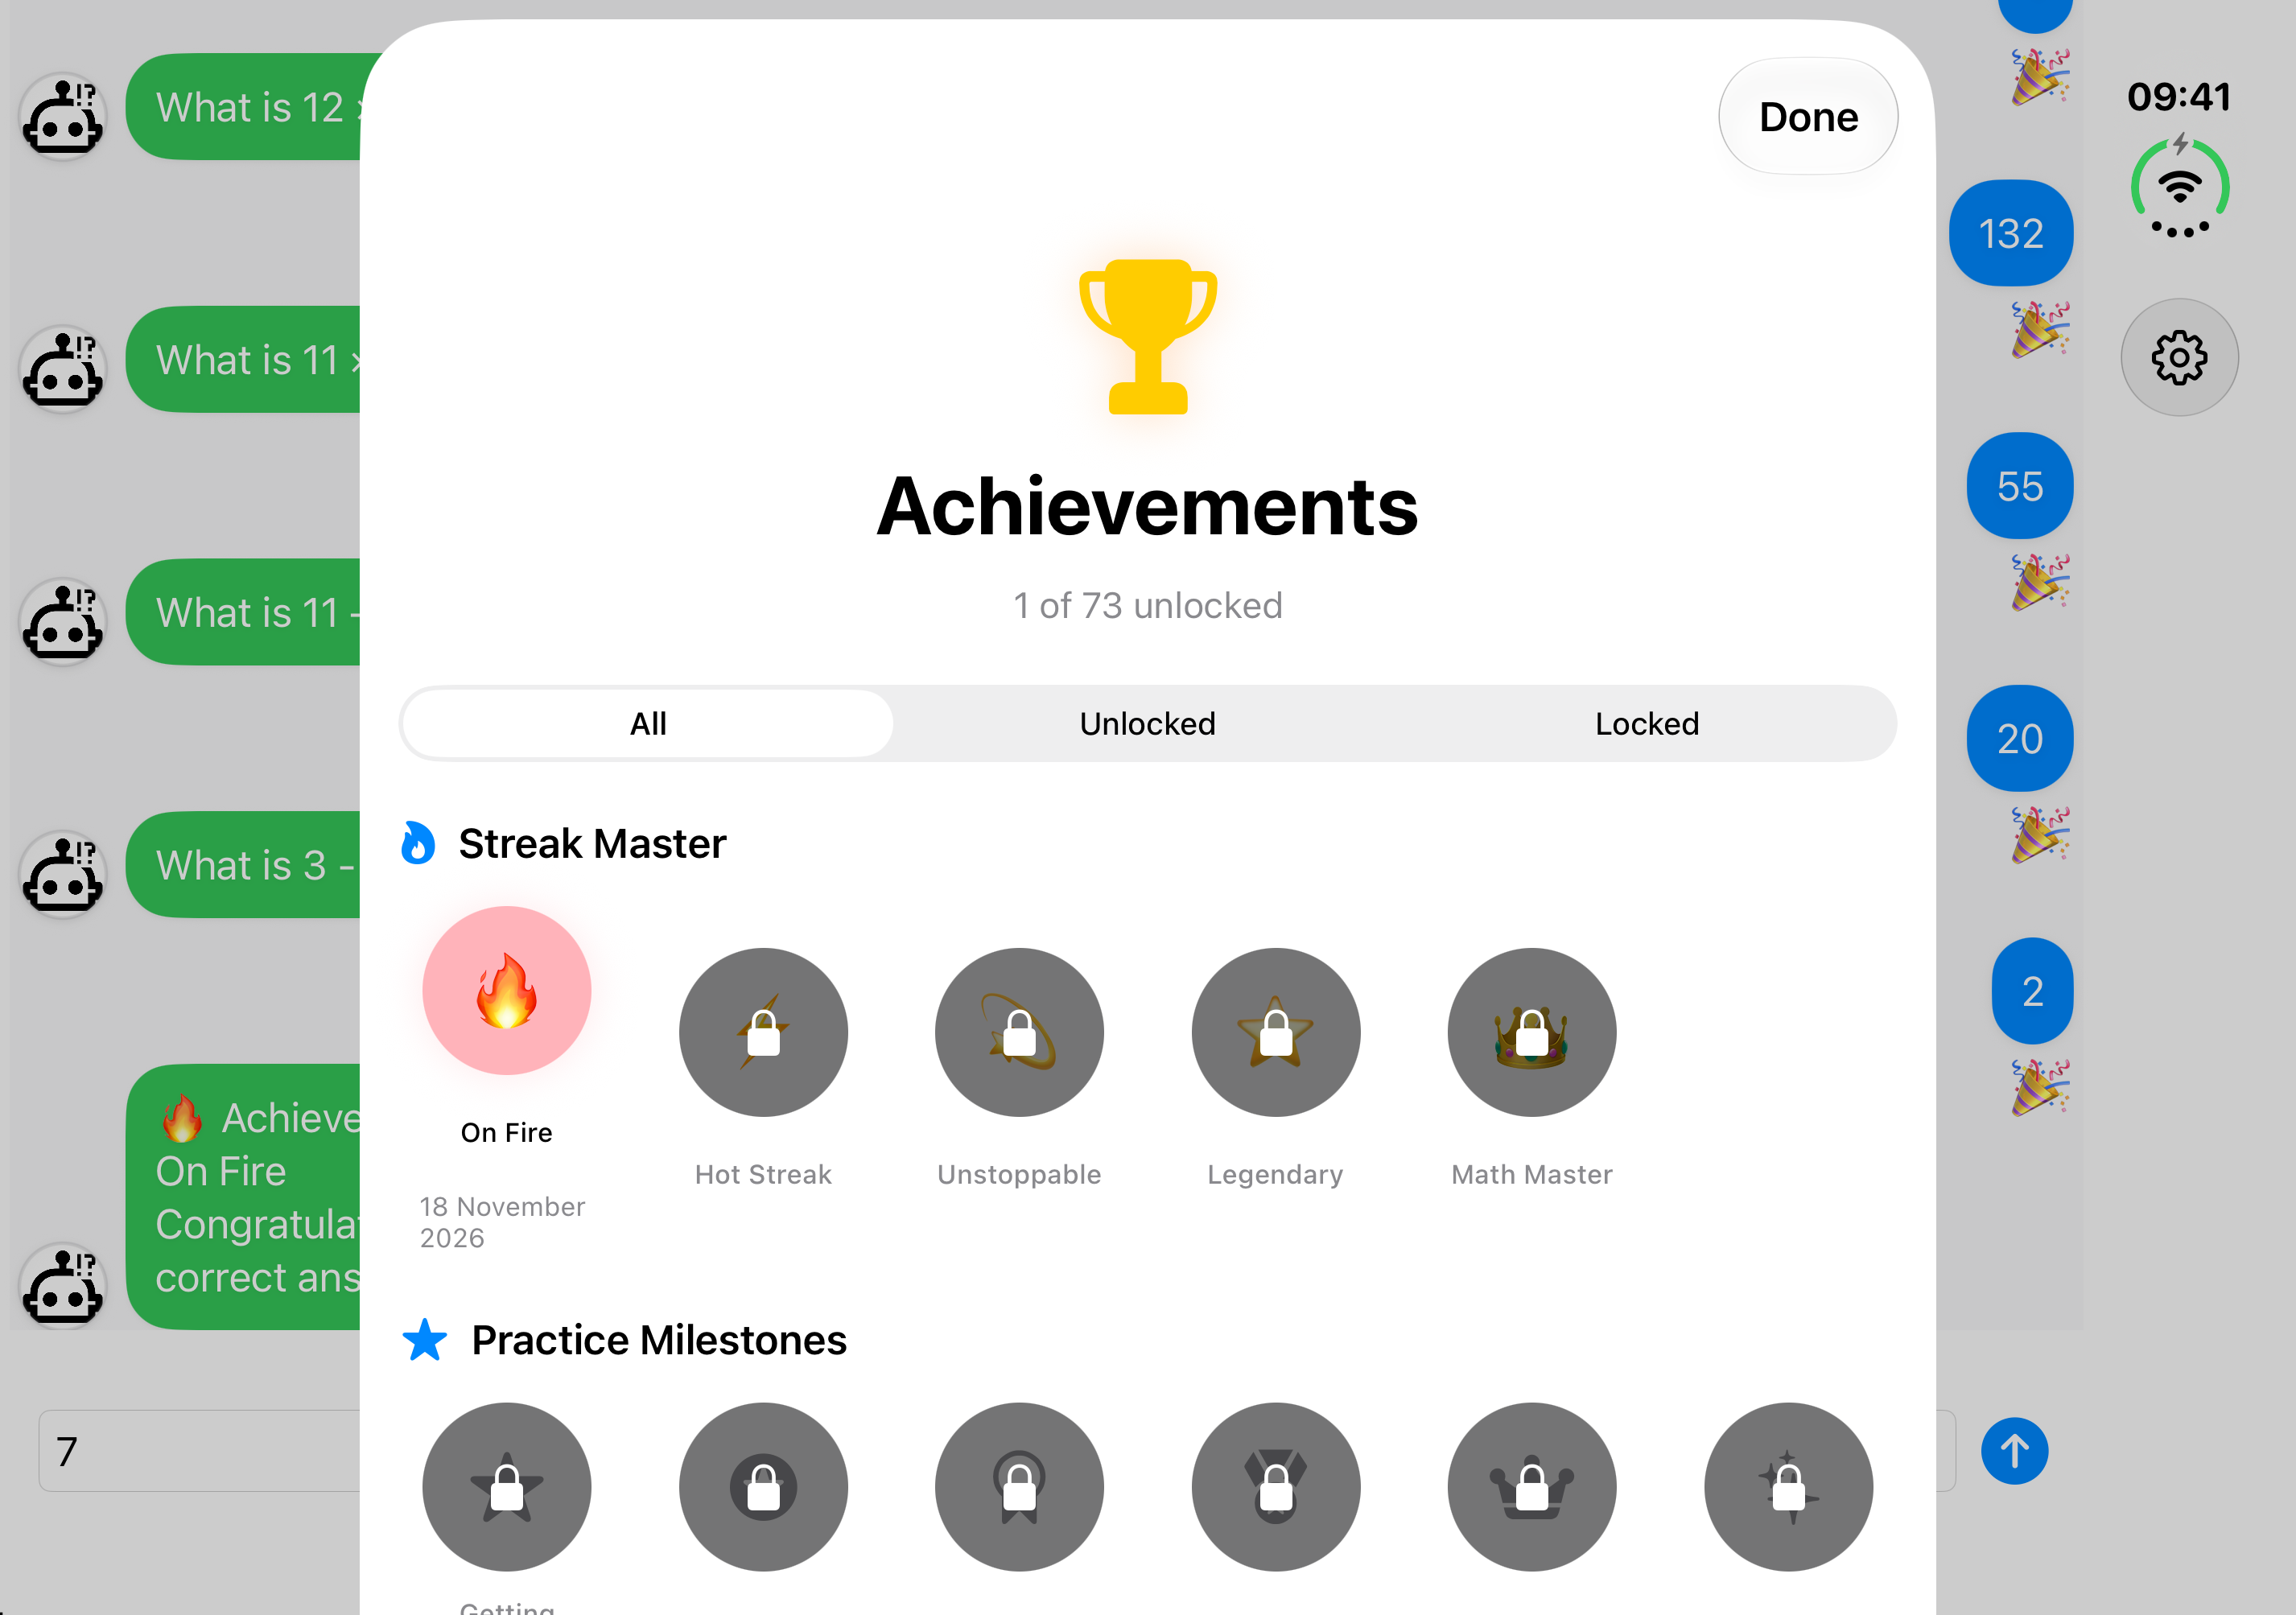 What is 12
132
What is 11
55
What is 11 -
20
What is 3 -
2
🔥 Achieve
On Fire
Congratula
correct ans
7
09:41
Done
Achievements
1 of 73 unlocked
All
Unlocked
Locked
Streak Master
On Fire
18 November
2026
Hot Streak
Unstoppable
Legendary
Math Master
Practice Milestones
Getting